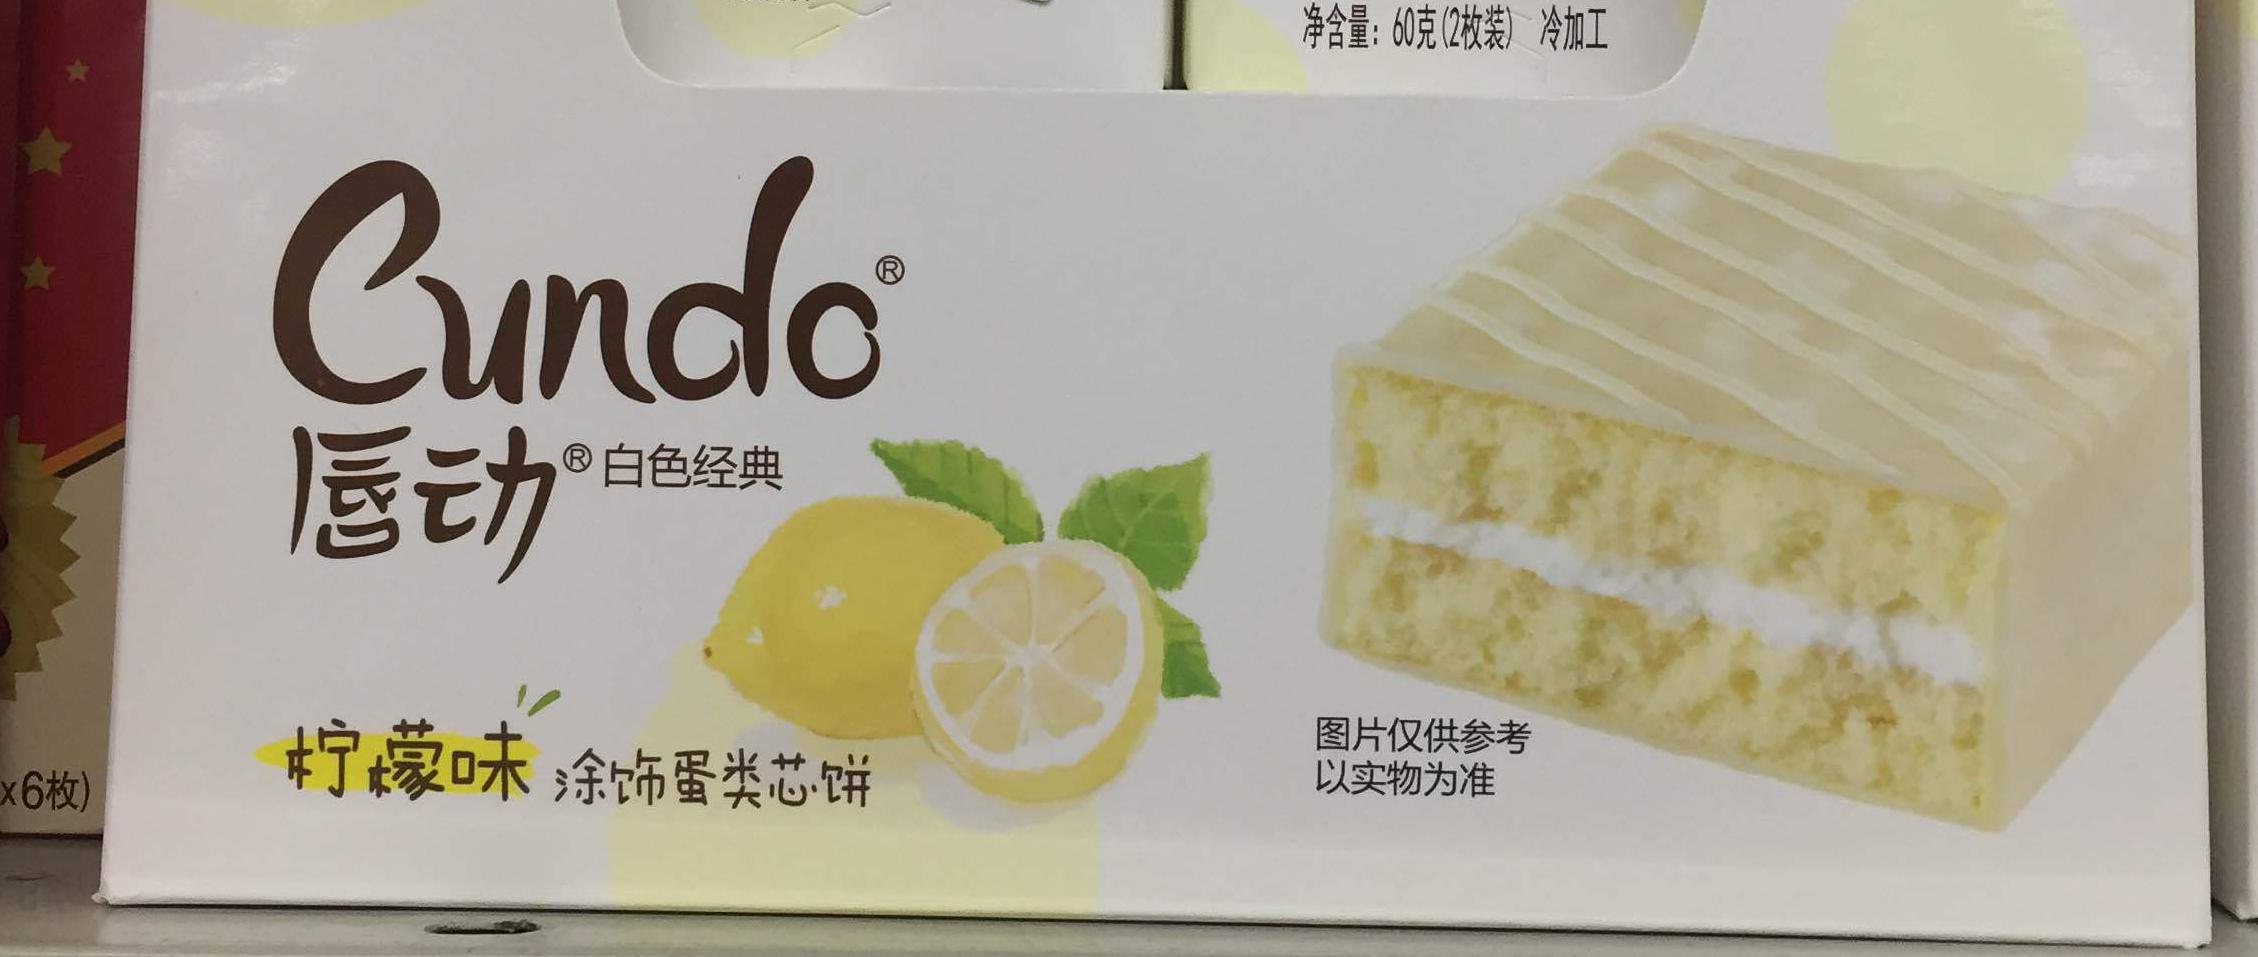 净含量：60克(2枚装) 冷加工
Cundo®
唇动®白色经典
柠檬味 涂饰蛋类芯饼
图片仅供参考
以实物为准
x6枚)